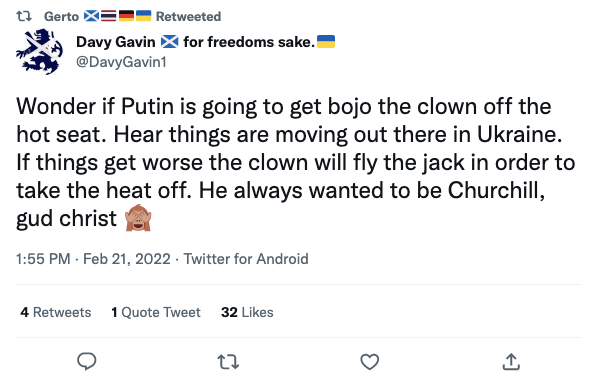 Gerto 🏴󠁧󠁢󠁳󠁣󠁴󠁿🇹🇭🇩🇪🇺🇦 Retweeted
Davy Gavin 🏴󠁧󠁢󠁳󠁣󠁴󠁿 for freedoms sake.🇺🇦
@DavyGavin1
Wonder if Putin is going to get bojo the clown off the
hot seat. Hear things are moving out there in Ukraine.
If things get worse the clown will fly the jack in order to
take the heat off. He always wanted to be Churchill,
gud christ 🙈
1:55 PM · Feb 21, 2022 · Twitter for Android
4 Retweets 1 Quote Tweet 32 Likes